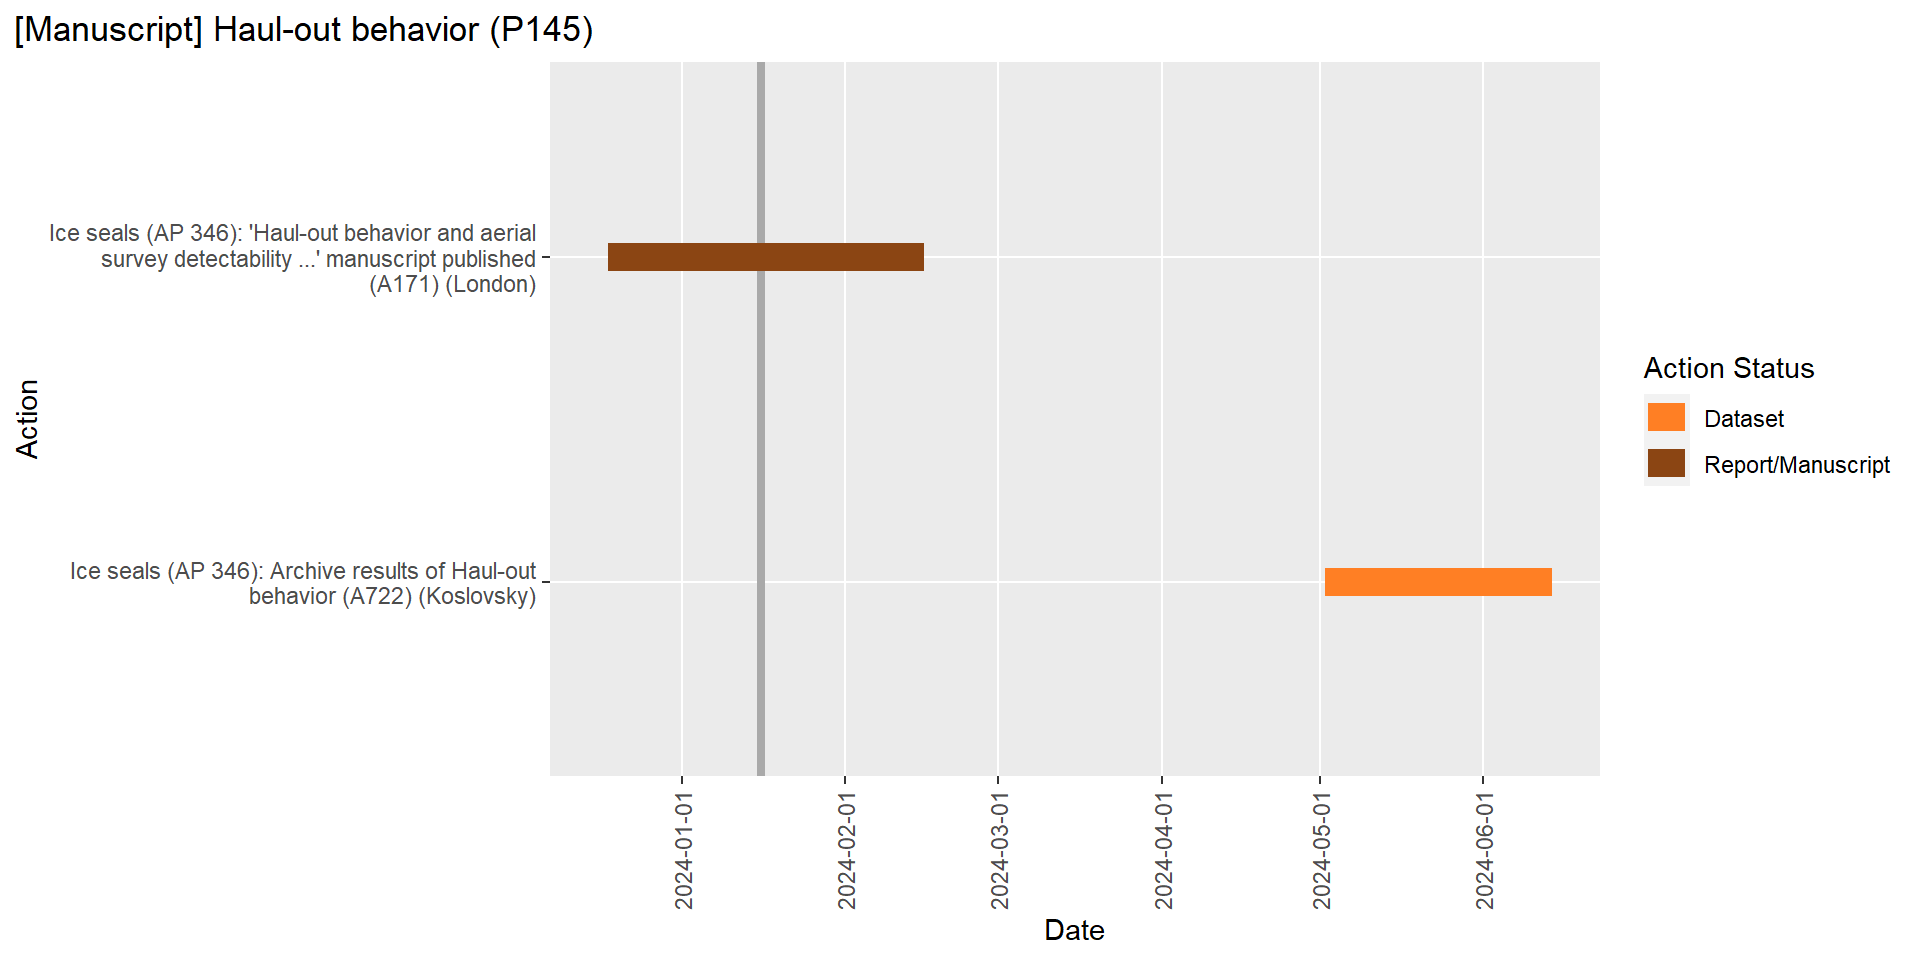 [Manuscript] Haul-out behavior (P145)
Ice seals (AP 346): 'Haul-out behavior and aerial
survey detectability ...' manuscript published
(A171) (London)
Ice seals (AP 346): Archive results of Haul-out
behavior (A722) (Koslovsky)
Action
2024-01-01
2024-02-01
2024-03-01
2024-04-01
2024-05-01
2024-06-01
Date
Action Status
Dataset
Report/Manuscript